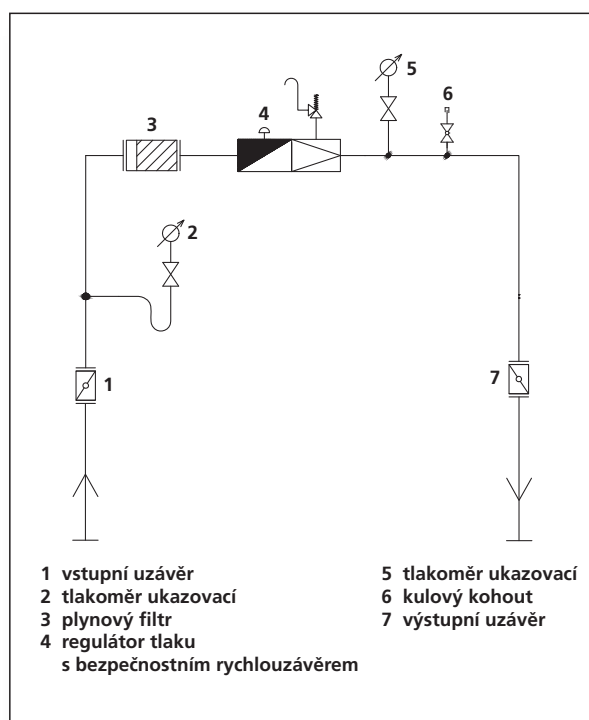 5
6
4
3
2
1
7
1 vstupní uzávěr
2 tlakoměr ukazovací
3 plynový filtr
4 regulátor tlaku
s bezpečnostním rychlouzávěrem
5 tlakoměr ukazovací
6 kulový kohout
7 výstupní uzávěr